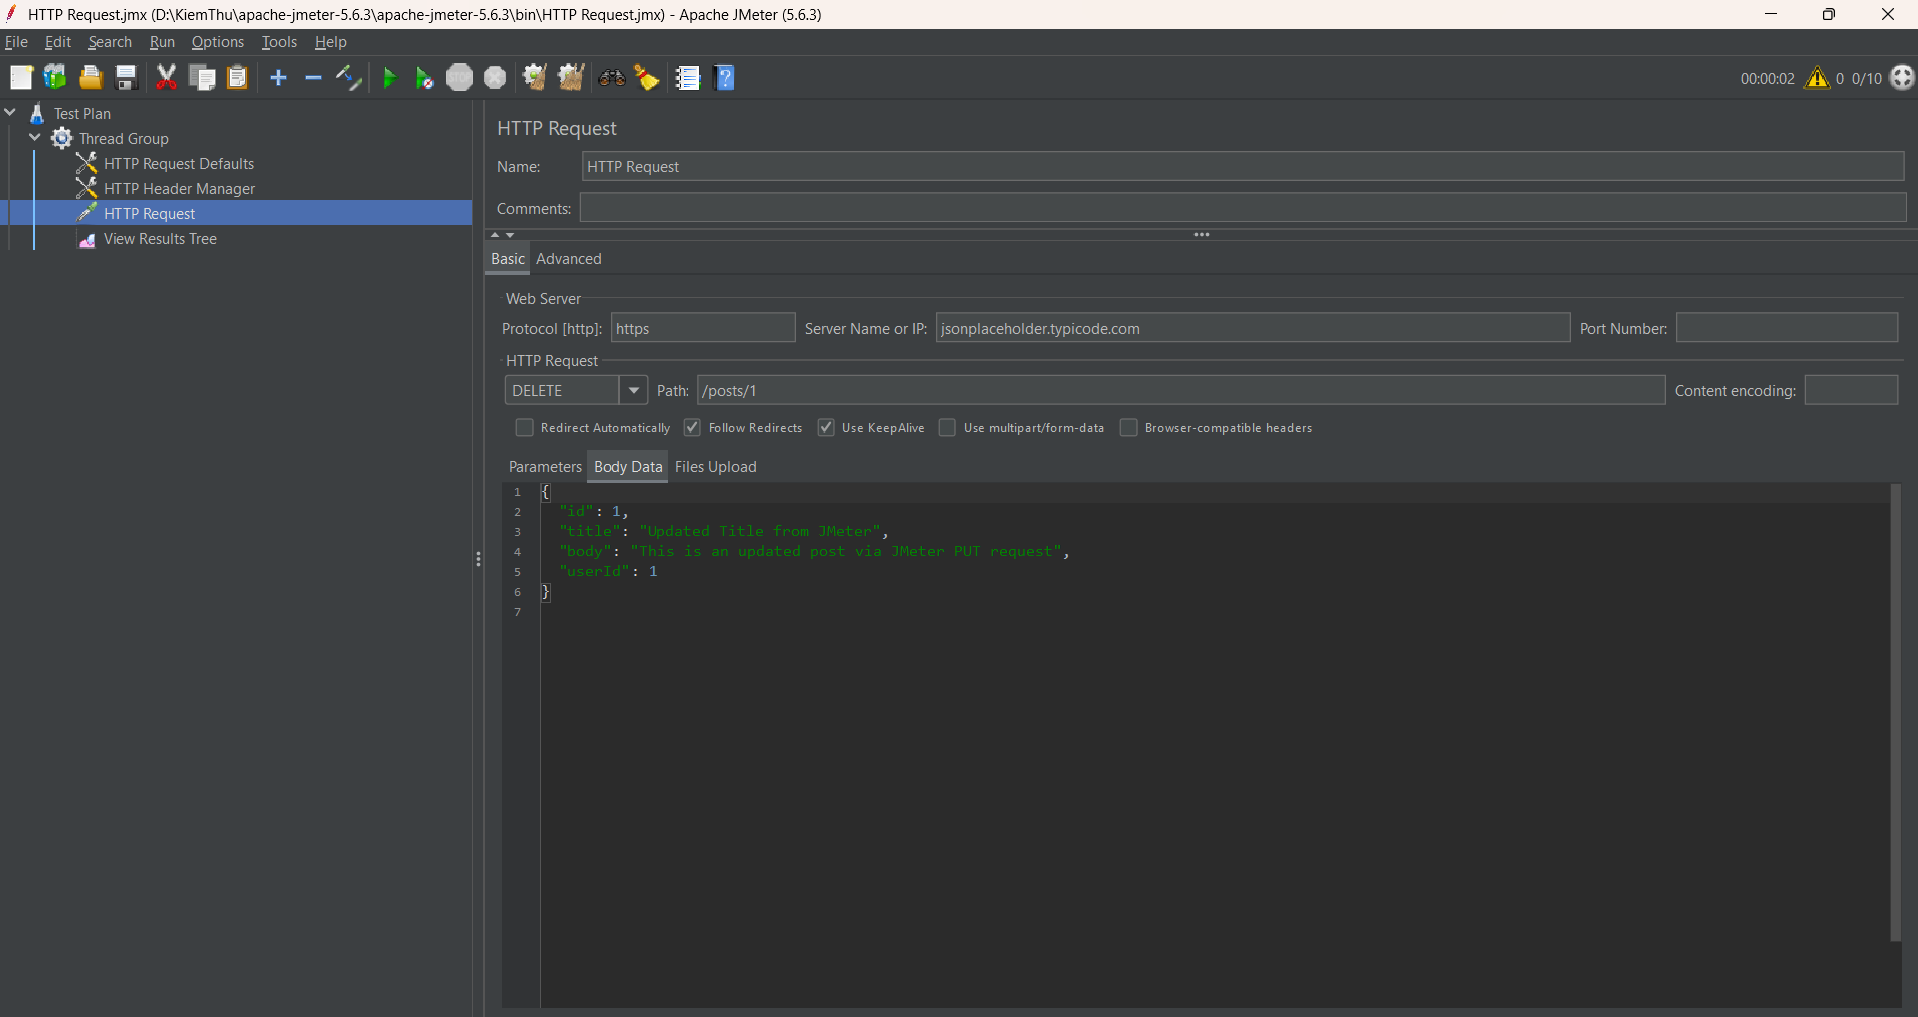 HTTP Request.jmx (D:\KiemThu\apache-jmeter-5.6.3\apache-jmeter-5.6.3\bin\HTTP Request.jmx) - Apache JMeter (5.6.3)
File Edit Search Run Options Tools Help
STOP ? 00:00:02 0 0/10
Test Plan
Thread Group
HTTP Request Defaults
HTTP Header Manager
HTTP Request
View Results Tree
HTTP Request
Name: HTTP Request
Comments:
Basic Advanced
Web Server
Protocol [http]: https Server Name or IP: jsonplaceholder.typicode.com Port Number:
HTTP Request
DELETE Path: /posts/1 Content encoding:
Redirect Automatically Follow Redirects Use KeepAlive Use multipart/form-data Browser-compatible headers
Parameters Body Data Files Upload
1 {
2 "id": 1,
3 "title": "Updated Title from JMeter",
4 "body": "This is an updated post via JMeter PUT request",
5 "userId": 1
6 }
7